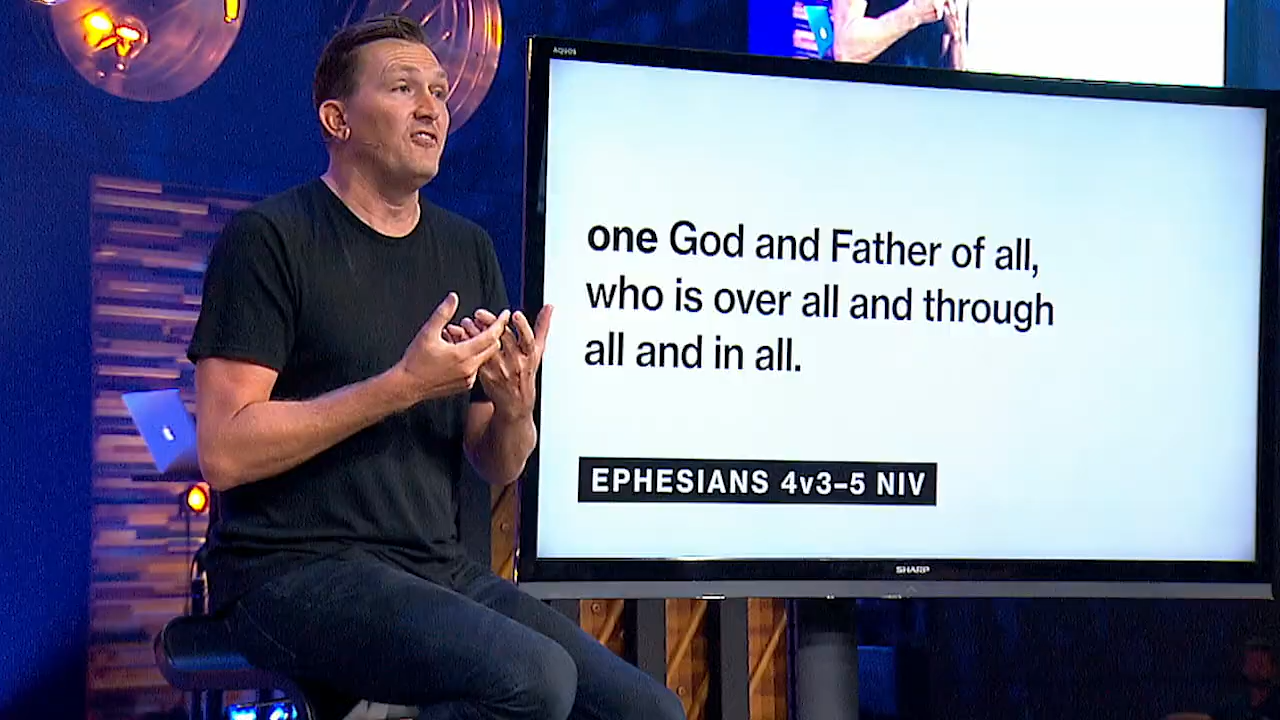 AQUOS
one God and Father of all,
who is over all and through
all and in all.
EPHESIANS 4v3–5 NIV
SHARP